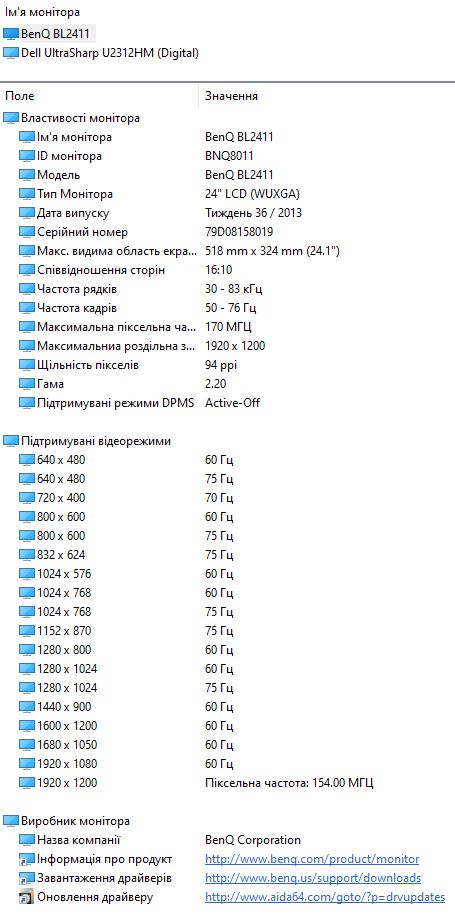 Ім'я монітора
BenQ BL2411
Dell UltraSharp U2312HM (Digital)
Поле Значення
Властивості монітора
Ім'я монітора BenQ BL2411
ID монітора BNQ8011
Модель BenQ BL2411
Тип Монітора 24" LCD (WUXGA)
Дата випуску Тиждень 36 / 2013
Серійний номер 79D08158019
Макс. видима область екра... 518 mm x 324 mm (24.1")
Співвідношення сторін 16:10
Частота рядків 30 - 83 кГц
Частота кадрів 50 - 76 Гц
Максимальна піксельна ча... 170 МГЦ
Максимальниа роздільна з... 1920 x 1200
Щільність пікселів 94 ppi
Гама 2.20
Підтримувані режими DPMS Active-Off
Підтримувані відеорежими
640 x 480 60 Гц
640 x 480 75 Гц
720 x 400 70 Гц
800 x 600 60 Гц
800 x 600 75 Гц
832 x 624 75 Гц
1024 x 576 60 Гц
1024 x 768 60 Гц
1024 x 768 75 Гц
1152 x 870 75 Гц
1280 x 800 60 Гц
1280 x 1024 60 Гц
1280 x 1024 75 Гц
1440 x 900 60 Гц
1600 x 1200 60 Гц
1680 x 1050 60 Гц
1920 x 1080 60 Гц
1920 x 1200 Піксельна частота: 154.00 МГЦ
Виробник монітора
Назва компанії BenQ Corporation
Інформація про продукт http://www.benq.com/product/monitor
Завантаження драйверів http://www.benq.us/support/downloads
Оновлення драйверу http://www.aida64.com/goto/?p=drvupdates